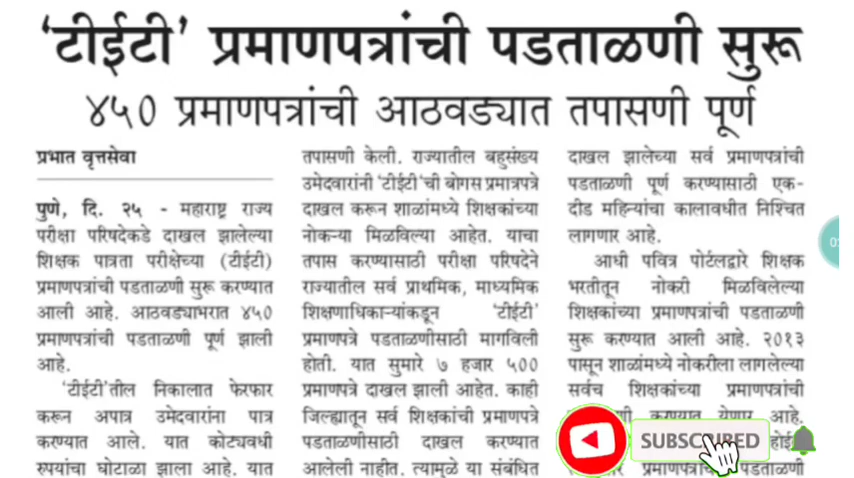 ‘टीईटी’ प्रमाणपत्रांची पडताळणी सुरू
४५० प्रमाणपत्रांची आठवड्यात तपासणी पूर्ण
प्रभात वृत्तसेवा
पुणे, दि. २५ - महाराष्ट्र राज्य
परीक्षा परिषदेकडे दाखल झालेल्या
शिक्षक पात्रता परीक्षेच्या (टीईटी)
प्रमाणपत्रांची पडताळणी सुरू करण्यात
आली आहे. आठवड्याभरात ४५०
प्रमाणपत्रांची पडताळणी पूर्ण झाली
आहे.
‘टीईटी’तील निकालात फेरफार
करून अपात्र उमेदवारांना पात्र
करण्यात आले. यात कोट्यवधी
रुपयांचा घोटाळा झाला आहे. यात
तपासणी केली. राज्यातील बहुसंख्य
उमेदवारांनी ‘टीईटी’ची बोगस प्रमात्रपत्रे
दाखल करून शाळांमध्ये शिक्षकांच्या
नोकऱ्या मिळविल्या आहेत. याचा
तपास करण्यासाठी परीक्षा परिषदेने
राज्यातील सर्व प्राथमिक, माध्यमिक
शिक्षणाधिकाऱ्यांकडून ‘टीईटी’
प्रमाणपत्रे पडताळणीसाठी मागविली
होती. यात सुमारे ७ हजार ५००
प्रमाणपत्रे दाखल झाली आहेत. काही
जिल्ह्यातून सर्व शिक्षकांची प्रमाणपत्रे
पडताळणीसाठी दाखल करण्यात
आलेली नाहीत. त्यामुळे या संबंधित
दाखल झालेच्या सर्व प्रमाणपत्रांची
पडताळणी पूर्ण करण्यासाठी एक-
दीड महिन्यांचा कालावधीत निश्चित
लागणार आहे.
आधी पवित्र पोर्टलद्वारे शिक्षक
भरतीतून नोकरी मिळविलेल्या
शिक्षकांच्या प्रमाणपत्रांची पडताळणी
सुरू करण्यात आली आहे. २०१३
पासून शाळांमध्ये नोकरीला लागलेल्या
सर्वच शिक्षकांच्या प्रमाणपत्रांची
करण्यात येणार आहे.
SUBSCRIBED
प्रमाणपत्रांची पडताळणी